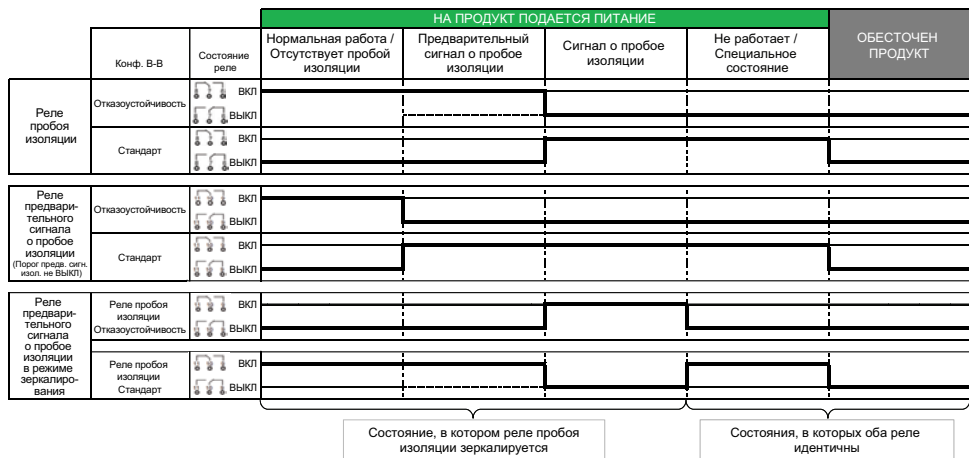 НА ПРОДУКТ ПОДАЕТСЯ ПИТАНИЕ
ОБЕСТОЧЕН
ПРОДУКТ
Конф. В-В
Состояние
реле
Нормальная работа /
Отсутствует пробой
изоляции
Предварительный
сигнал о пробое
изоляции
Сигнал о пробое
изоляции
Не работает /
Специальное
состояние
Реле
пробоя
изоляции
Отказоустойчивость
ВКЛ
ВЫКЛ
Стандарт
ВКЛ
ВЫКЛ
Реле
предвари-
тельного
сигнала
о пробое
изоляции
(Порог предв. сигн.
изол. не ВЫКЛ)
Отказоустойчивость
ВКЛ
ВЫКЛ
Стандарт
ВКЛ
ВЫКЛ
Реле
предвари-
тельного
сигнала
о пробое
изоляции
в режиме
зеркалиро-
вания
Реле пробоя
изоляции
Отказоустойчивость
ВКЛ
ВЫКЛ
Реле пробоя
изоляции
Стандарт
ВКЛ
ВЫКЛ
Состояние, в котором реле пробоя
изоляции зеркалируется
Состояния, в которых оба реле
идентичны